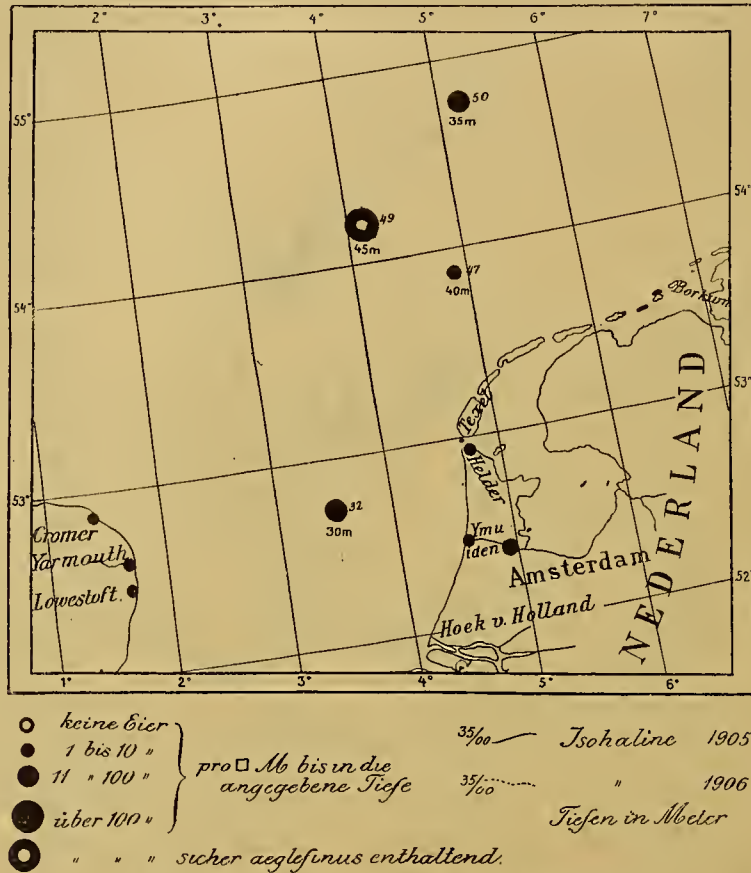 2° 3° 4° 5° 6° 7°
50
35m
55°
54°
49
45m
47
40m
Borkum
54°
53°
Texel
Helder
53°
32
30m
Cromer
Yarmouth
Lowestoft.
Ymu
iden
Amsterdam
52°
Hoek v. Holland
NEDERLAND
1° 2° 3° 4° 5° 6°
keine Eier
1 bis 10 "
11 " 100 "
über 100 "
pro □ M bis in die
angegebene Tiefe
" " " sicher aeglefinus enthaltend.
35/00 Isohaline 1905
35/00 " 1906
Tiefen in Meter